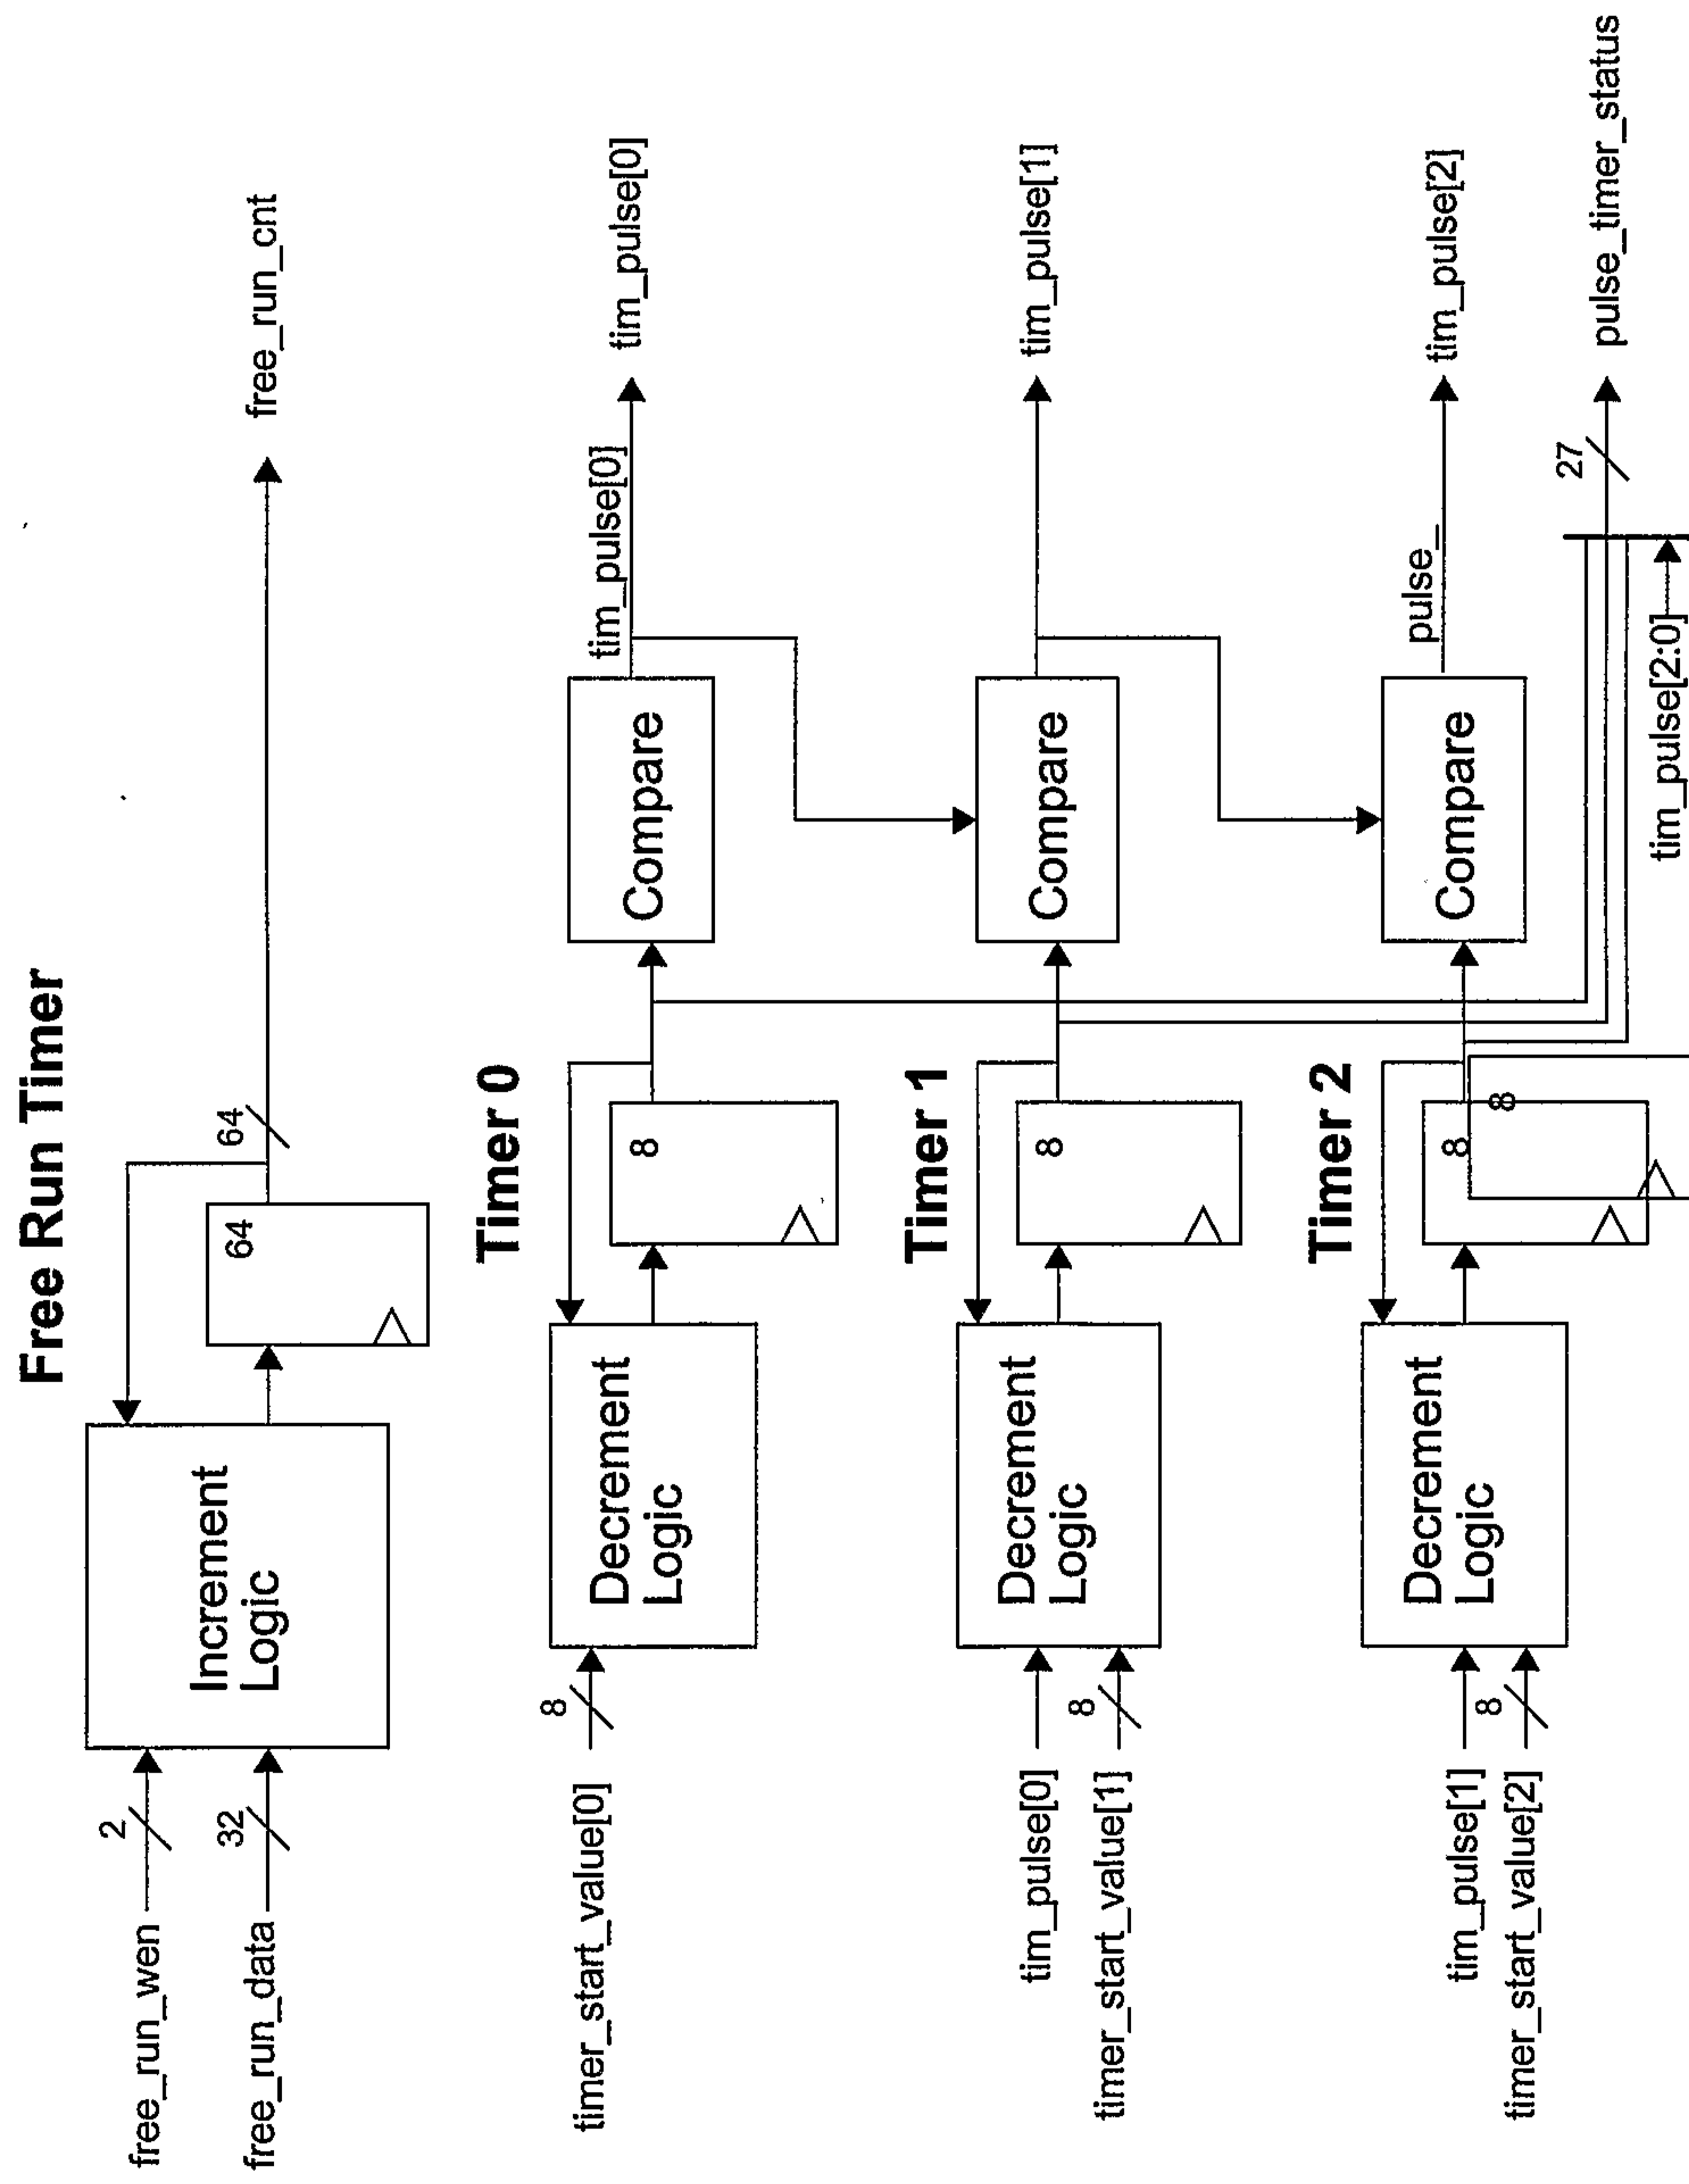 Free Run Timer
free_run_wen
2
free_run_data
32
Increment
Logic
64
64
free_run_cnt
Timer 0
timer_start_value[0]
8
Decrement
Logic
8
Compare
tim_pulse[0]
tim_pulse[0]
Timer 1
tim_pulse[0]
timer_start_value[1]
8
Decrement
Logic
8
Compare
tim_pulse[1]
Timer 2
tim_pulse[1]
timer_start_value[2]
8
Decrement
Logic
8
8
Compare
pulse_
tim_pulse[2]
27
pulse_timer_status
tim_pulse[2:0]